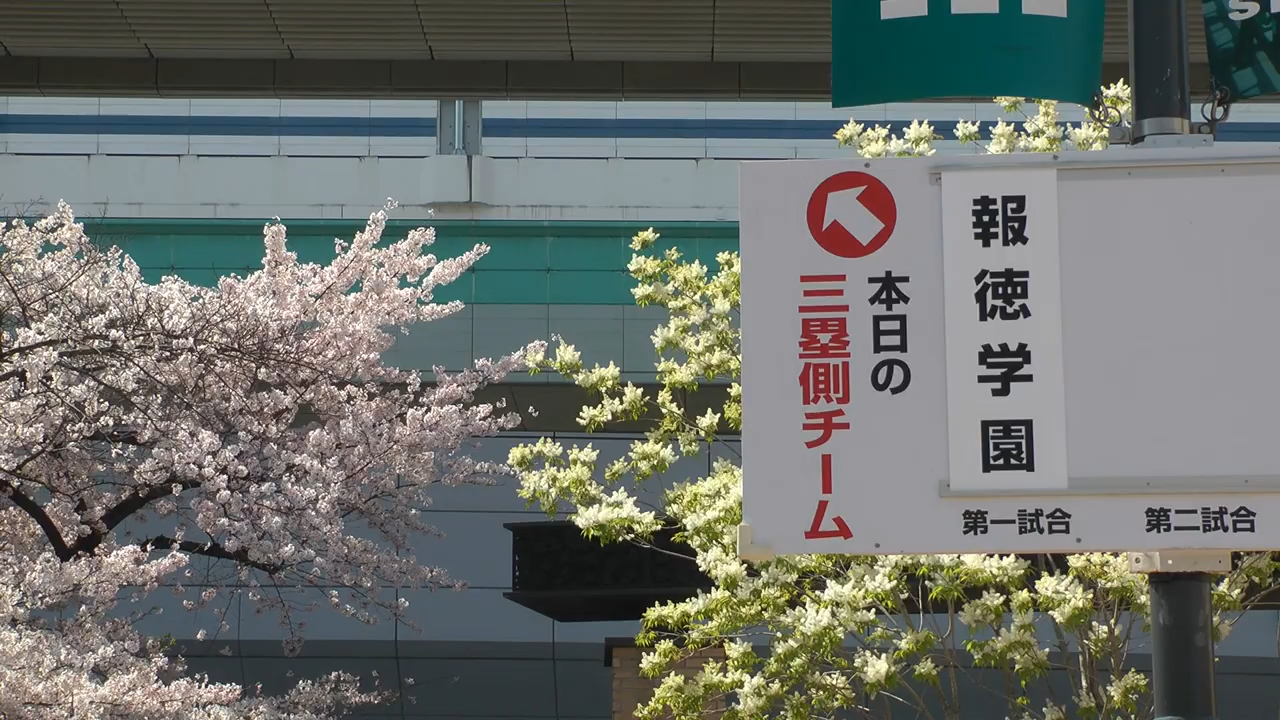 本日の
三塁側チーム
報徳学園
第一試合
第二試合